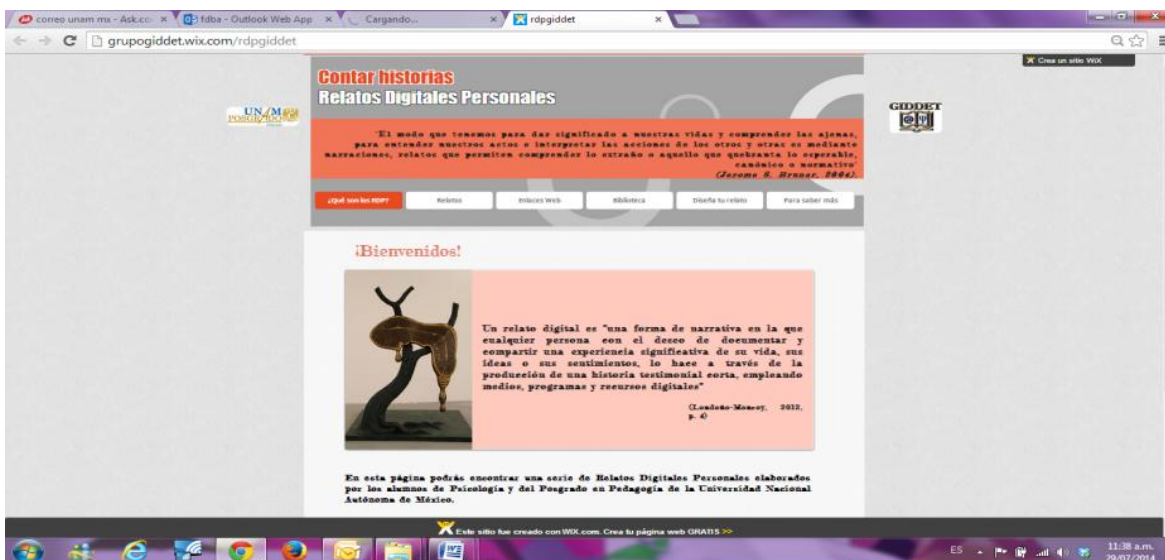 correo unam mx - Ask.co
fdba - Outlook Web App
Cargando...
rdpgiddet
grupogiddet.wix.com/rdpgiddet
Crea un sitio WiX
Contar historias
Relatos Digitales Personales
UNAM
POSGRADO
GIDDET
"El modo que tenemos para dar significado a nuestras vidas y comprender las ajenas,
para entender nuestros actos e interpretar las acciones de los otros y otras es mediante
narraciones, relatos que permiten comprender lo extraño o aquello que quebranta lo esperable,
canónico o normativo"
(Jerome S. Bruner, 2004).
¿Qué son los RDP?
Relatos
Enlaces Web
Biblioteca
Diseña tu relato
Para saber más
¡Bienvenidos!
Un relato digital es "una forma de narrativa en la que
cualquier persona con el deseo de documentar y
compartir una experiencia significativa de su vida, sus
ideas o sus sentimientos, lo hace a través de la
producción de una historia testimonial corta, empleando
medios, programas y recursos digitales"
(Londoño-Monroy, 2012,
p. 4)
En esta página podrás encontrar una serie de Relatos Digitales Personales elaborados
por los alumnos de Psicología y del Posgrado en Pedagogía de la Universidad Nacional
Autónoma de México.
Este sitio fue creado con WIX.com. Crea tu página web GRATIS >>
ES
11:38 a.m.
29/07/2014